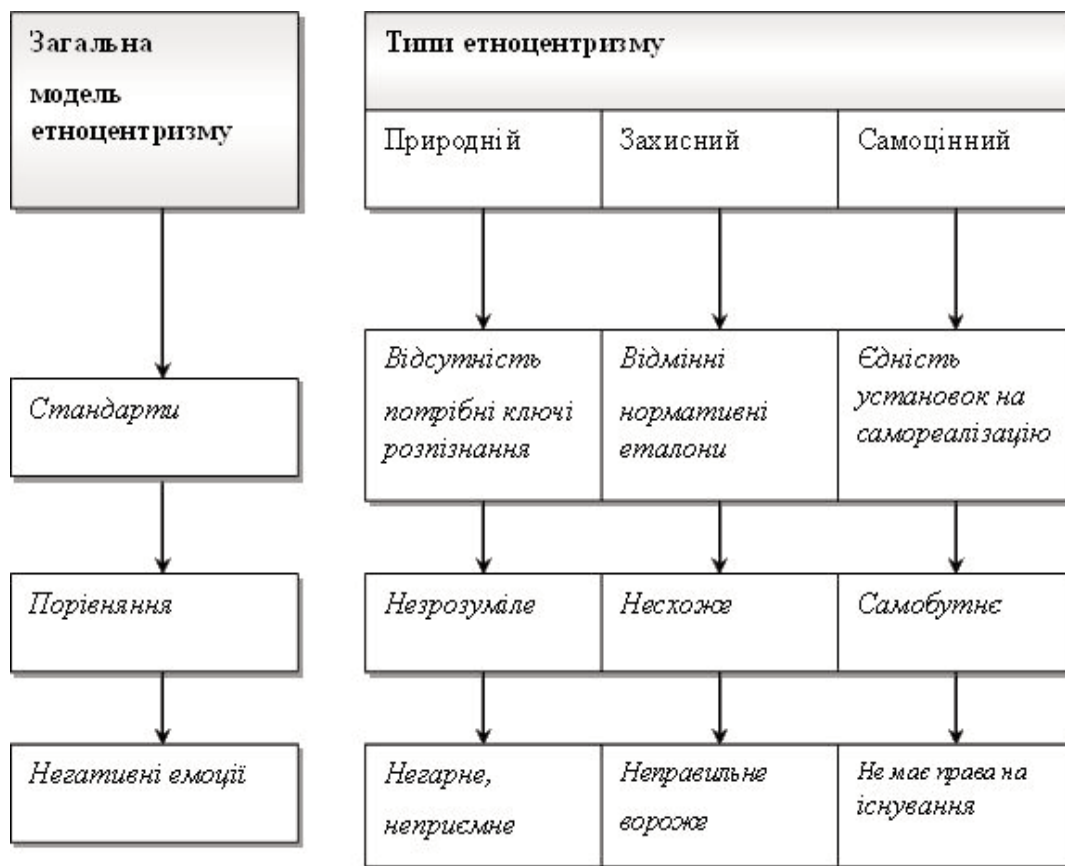 Загальна
модель
етноцентризму
Типи етноцентризму
Природній
Захисний
Самоцінний
Стандарти
Відсутність
потрібні ключі
розпізнання
Відмінні
нормативні
еталони
Єдність
установок на
самореалізацію
Порівняння
Незрозуміле
Несхоже
Самобутнє
Негативні емоції
Негарне,
неприємне
Неправильне
вороже
Не має права на
існування